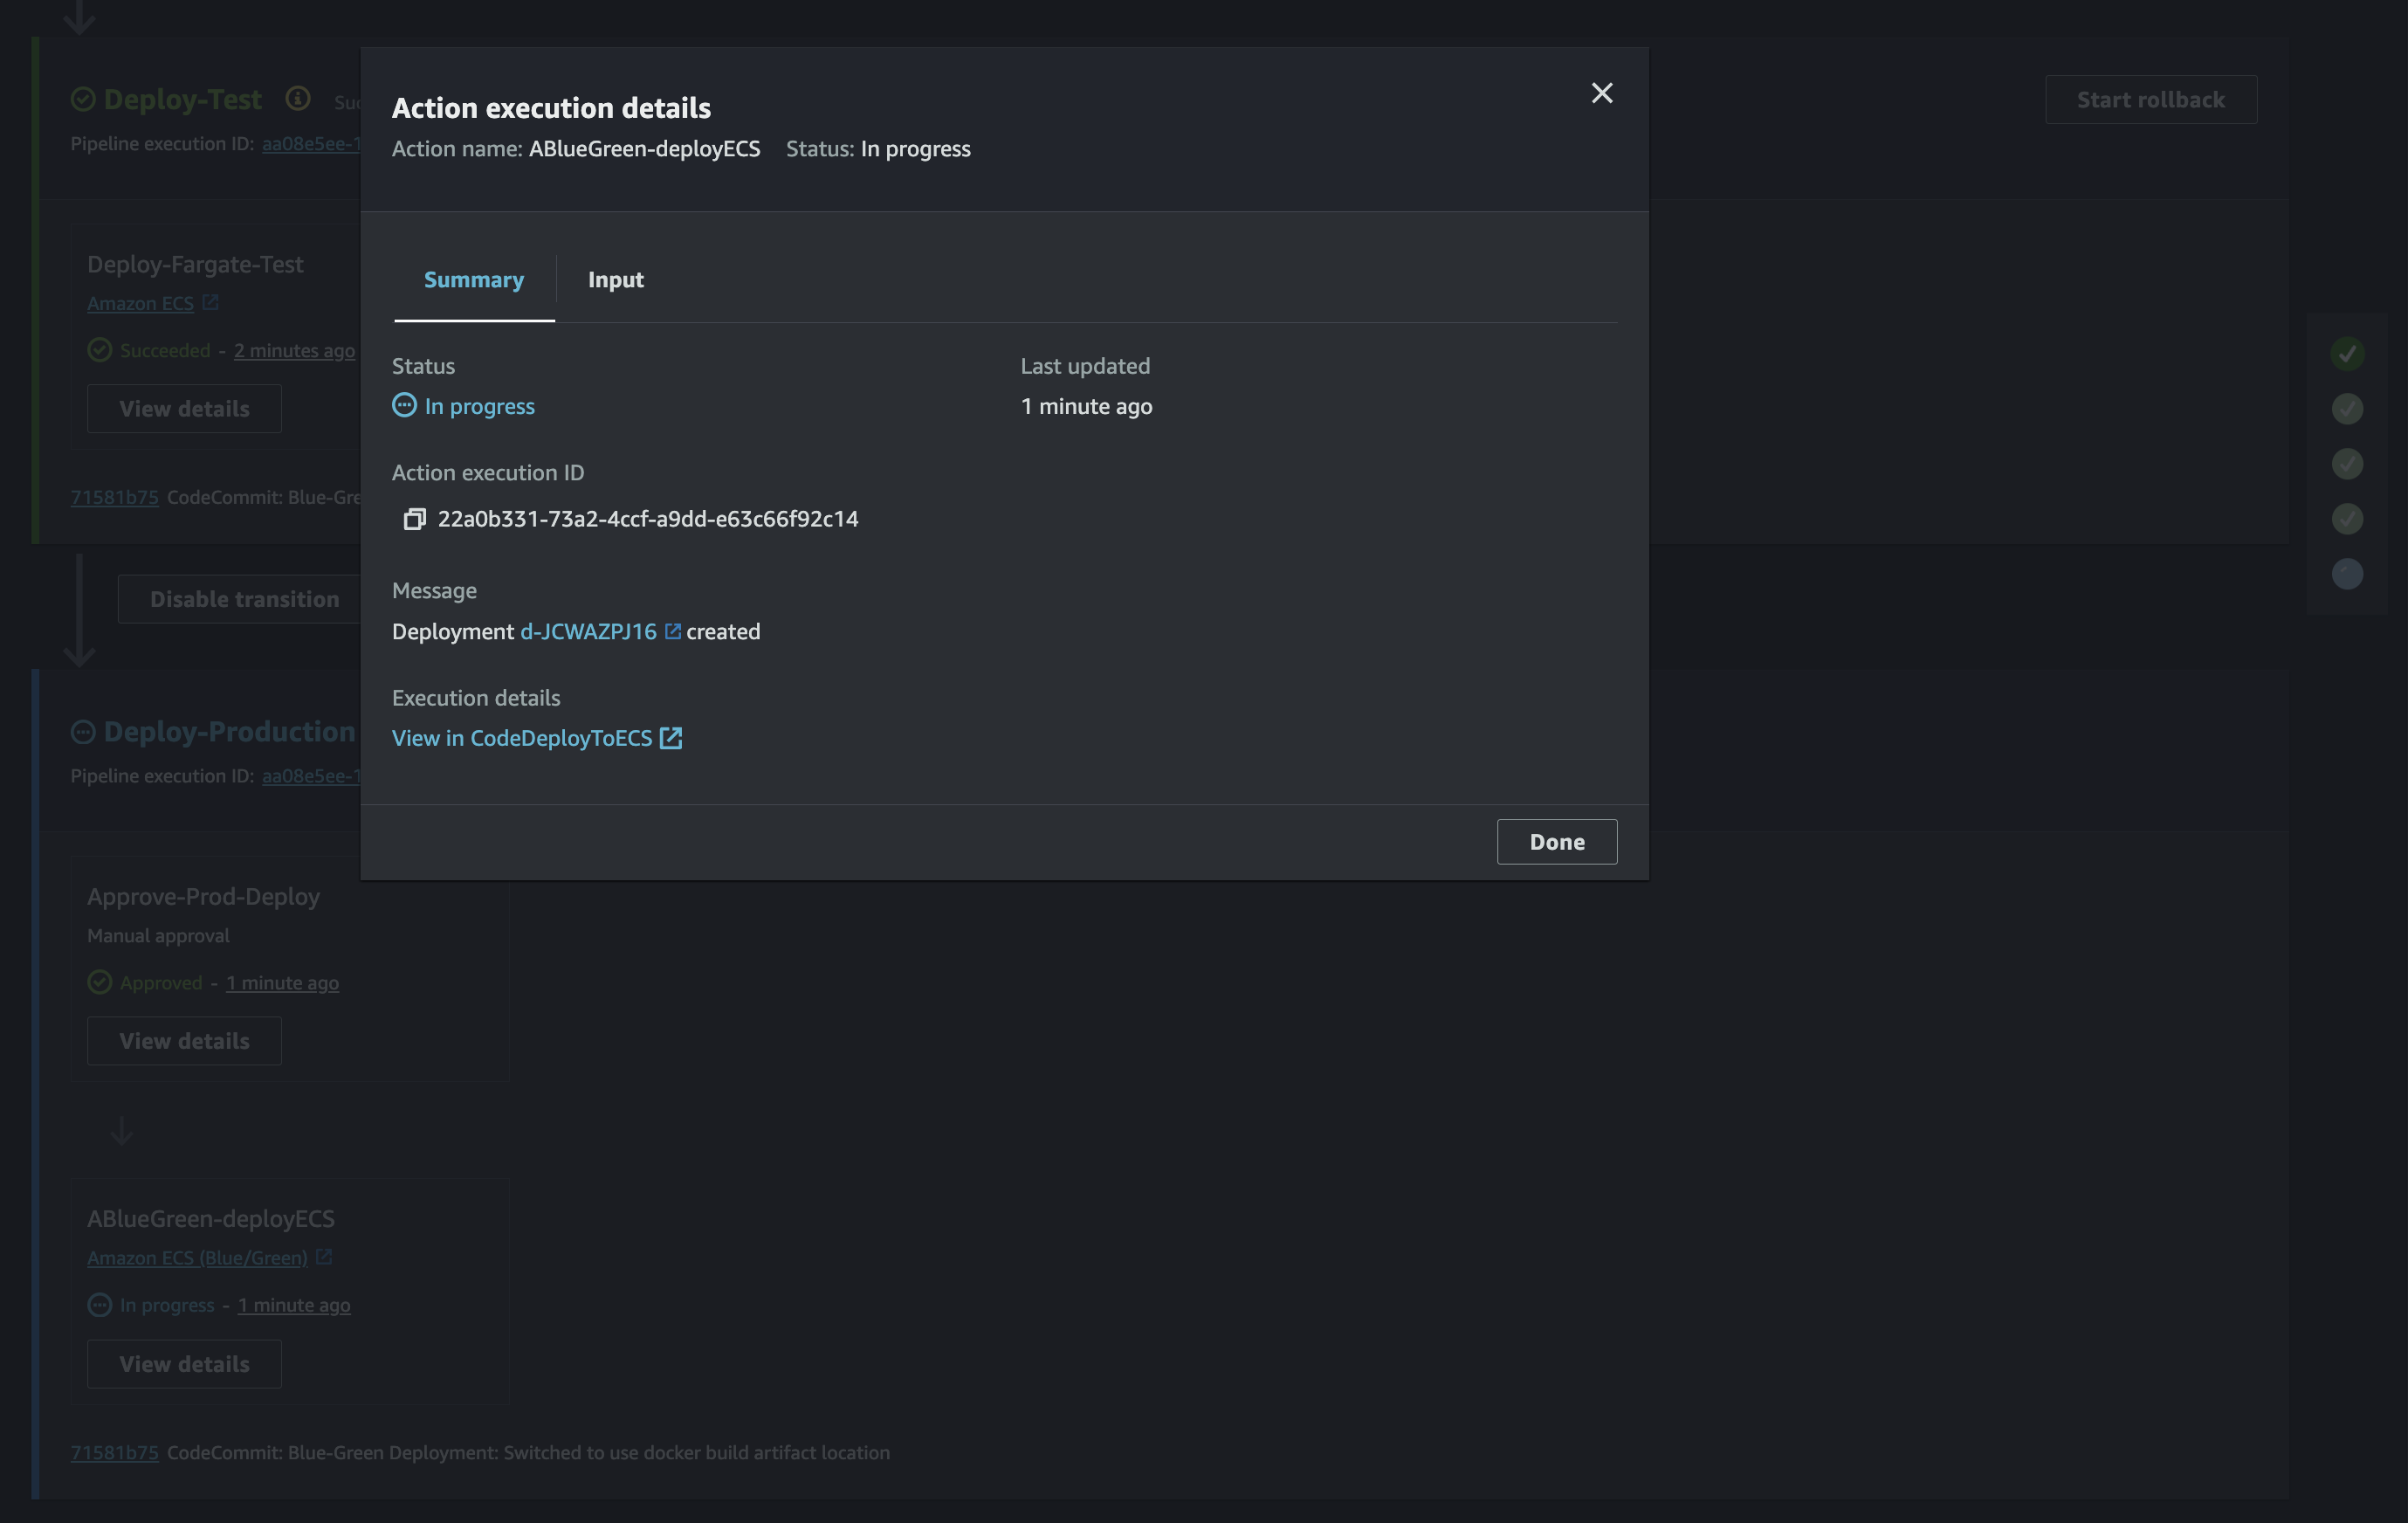 Deploy-Test
Start rollback
Pipeline execution ID: aa08e5ee-1
Action execution details
Action name: ABlueGreen-deployECS Status: In progress
Deploy-Fargate-Test
Amazon ECS
Succeeded - 2 minutes ago
View details
71581b75 CodeCommit: Blue-Gre
Disable transition
Summary
Input
Status
In progress
Last updated
1 minute ago
Action execution ID
22a0b331-73a2-4ccf-a9dd-e63c66f92c14
Message
Deployment d-JCWAZPJ16 created
Execution details
View in CodeDeployToECS
Done
Deploy-Production
Pipeline execution ID: aa08e5ee-1
Approve-Prod-Deploy
Manual approval
Approved - 1 minute ago
View details
ABlueGreen-deployECS
Amazon ECS (Blue/Green)
In progress - 1 minute ago
View details
71581b75 CodeCommit: Blue-Green Deployment: Switched to use docker build artifact location